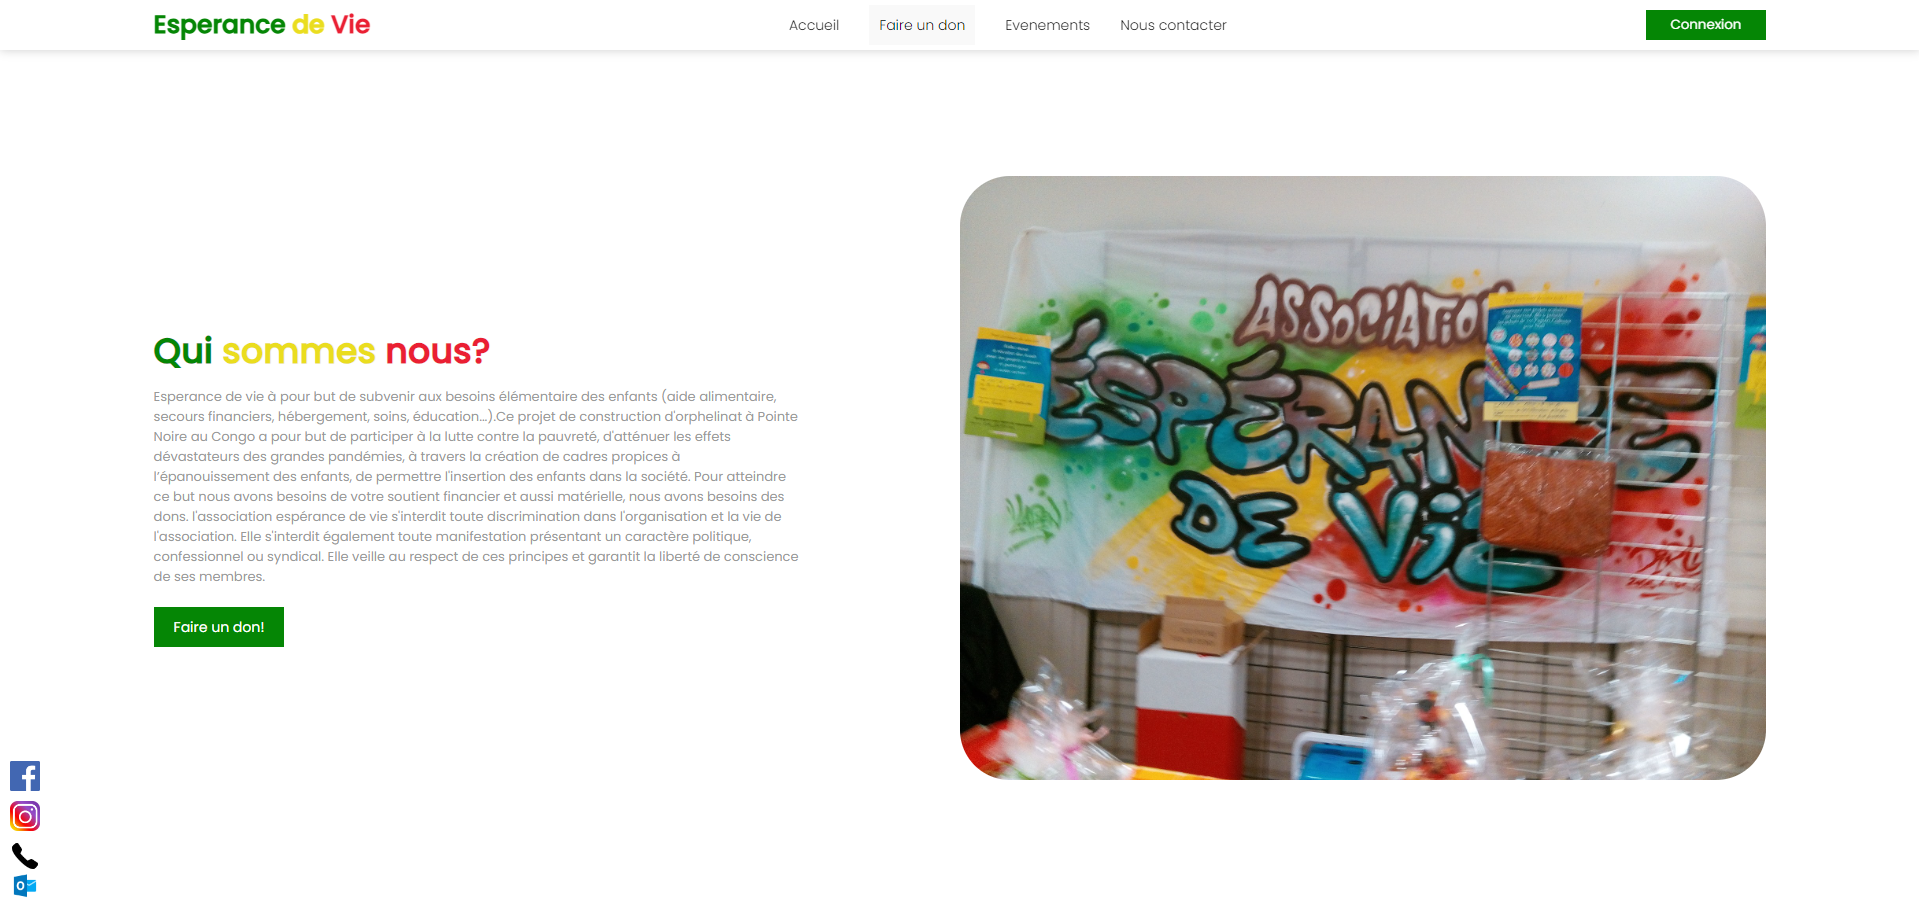 Esperance de Vie
Accueil
Faire un don
Evenements
Nous contacter
Connexion
Qui sommes nous?
Esperance de vie à pour but de subvenir aux besoins élémentaire des enfants (aide alimentaire,
secours financiers, hébergement, soins, éducation...).Ce projet de construction d'orphelinat à Pointe
Noire au Congo a pour but de participer à la lutte contre la pauvreté, d'atténuer les effets
dévastateurs des grandes pandémies, à travers la création de cadres propices à
l’épanouissement des enfants, de permettre l'insertion des enfants dans la société. Pour atteindre
ce but nous avons besoins de votre soutient financier et aussi matérielle, nous avons besoins des
dons. l'association espérance de vie s'interdit toute discrimination dans l'organisation et la vie de
l'association. Elle s'interdit également toute manifestation présentant un caractère politique,
confessionnel ou syndical. Elle veille au respect de ces principes et garantit la liberté de conscience
de ses membres.
Faire un don!
ASSOCIATION
ÉSPÉRANCES
DE ViE